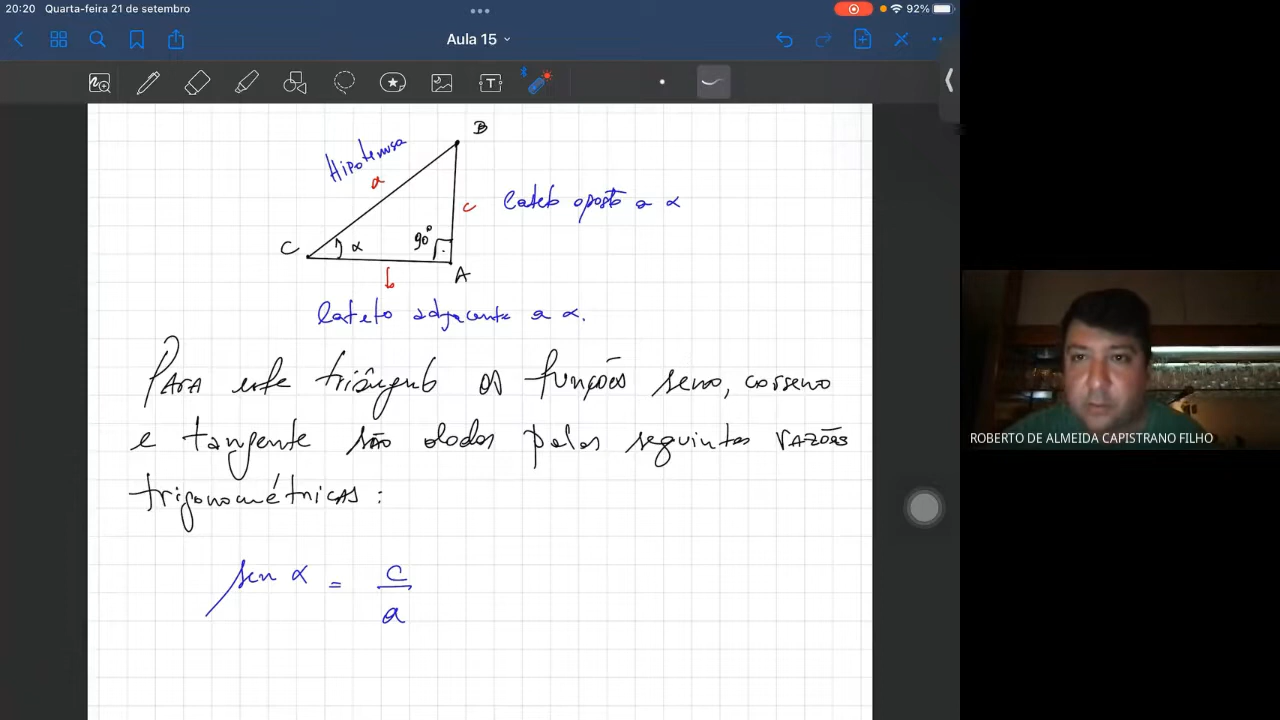 20:20 Quarta-feira 21 de setembro
92%
Aula 15
B
Hipotenusa
a
c
Cateto oposto a α
90°
C
α
b
A
Cateto adjacente a α.
Para este triângulo as funções seno, cosseno
e tangente são dados pelas seguintes razões
trigonométricas:
sen α = c/a
ROBERTO DE ALMEIDA CAPISTRANO FILHO